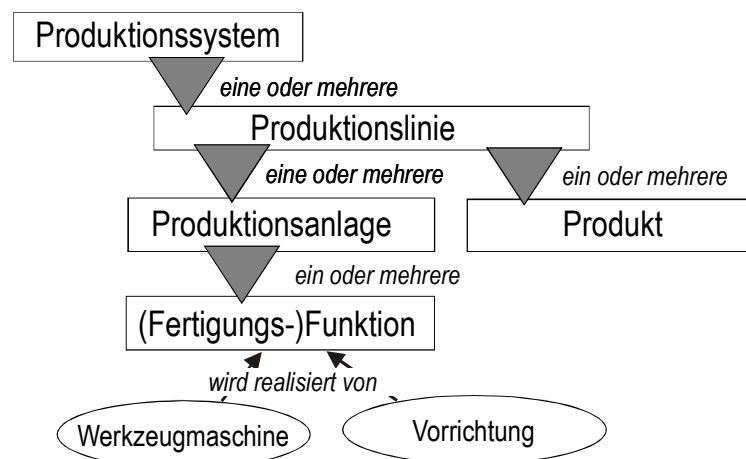 Produktionssystem
eine oder mehrere
Produktionslinie
eine oder mehrere
ein oder mehrere
Produktionsanlage
Produkt
ein oder mehrere
(Fertigungs-)Funktion
wird realisiert von
Werkzeugmaschine
Vorrichtung